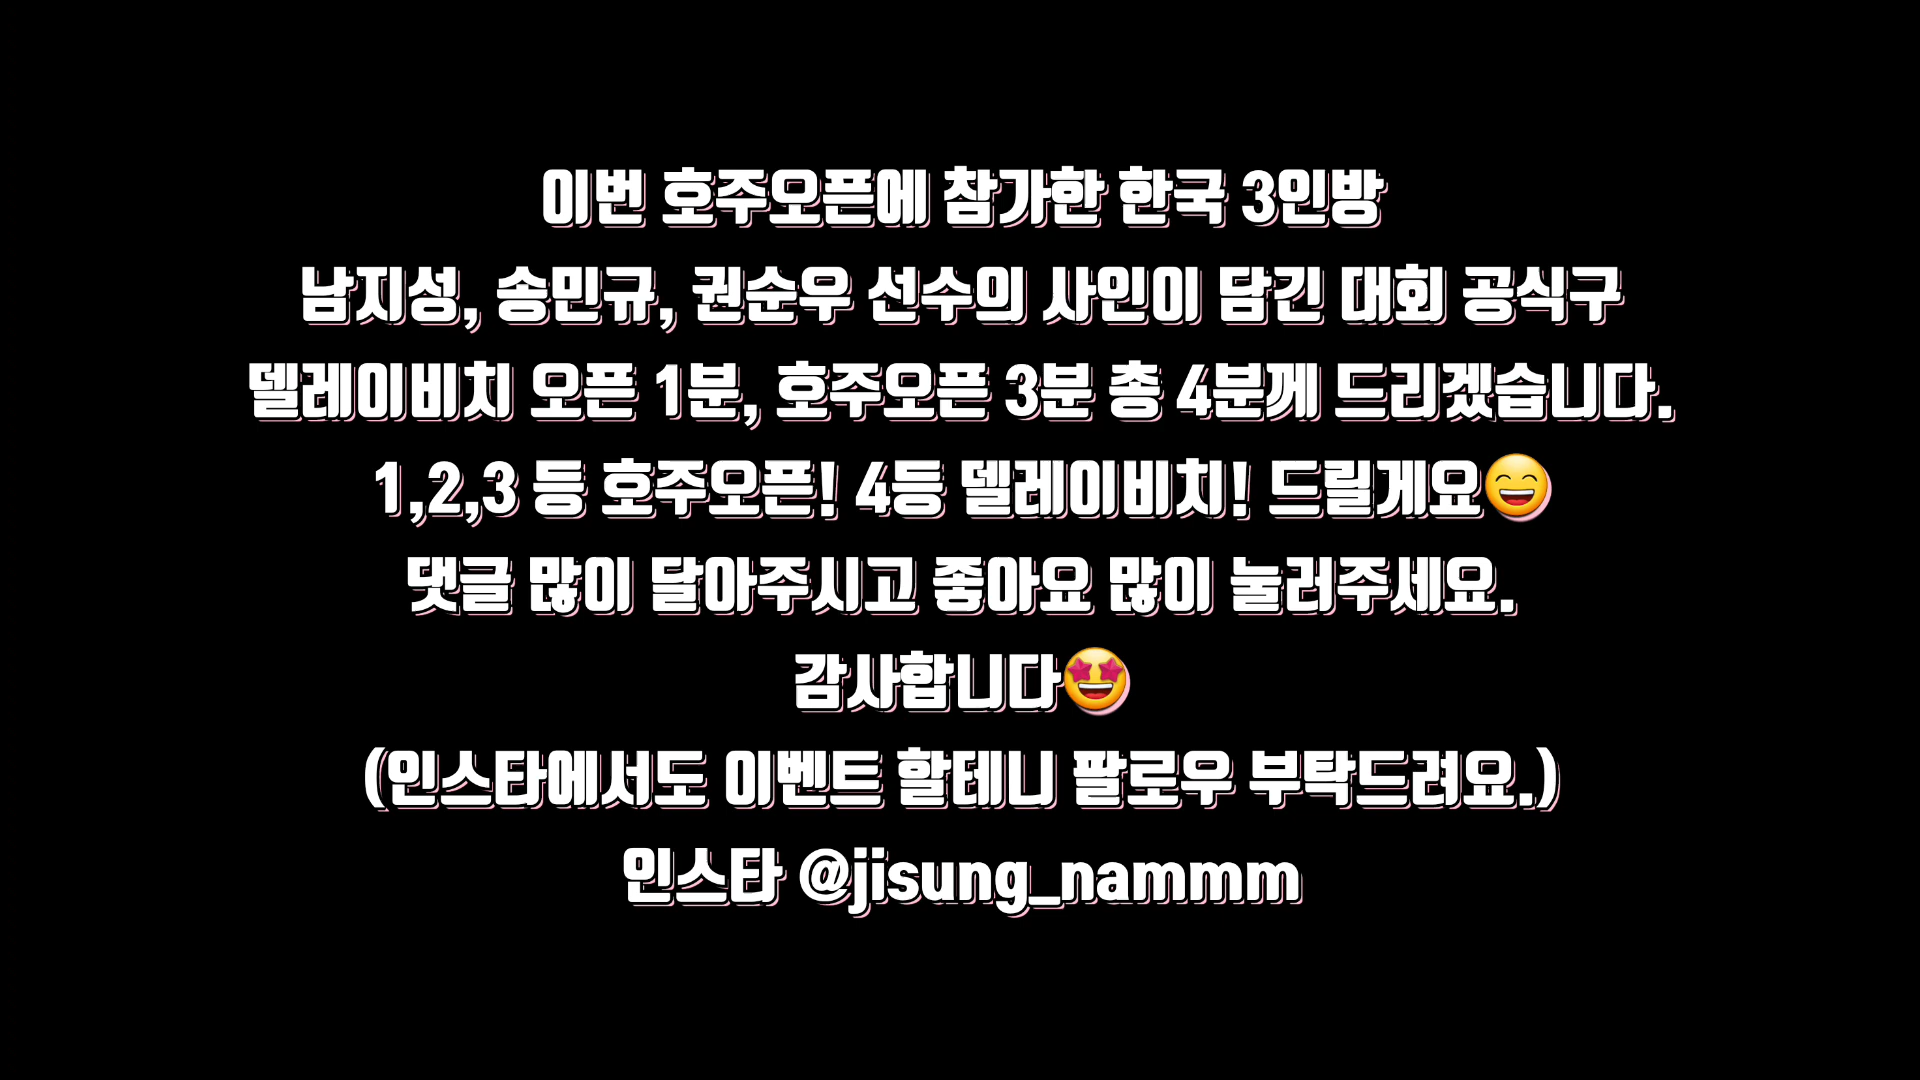 이번 호주오픈에 참가한 한국 3인방
남지성, 송민규, 권순우 선수의 사인이 담긴 대회 공식구
델레이비치 오픈 1분, 호주오픈 3분 총 4분께 드리겠습니다.
1,2,3 등 호주오픈! 4등 델레이비치! 드릴게요😄
댓글 많이 달아주시고 좋아요 많이 눌러주세요.
감사합니다🤩
(인스타에서도 이벤트 할테니 팔로우 부탁드려요.)
인스타 @jisung_nammm